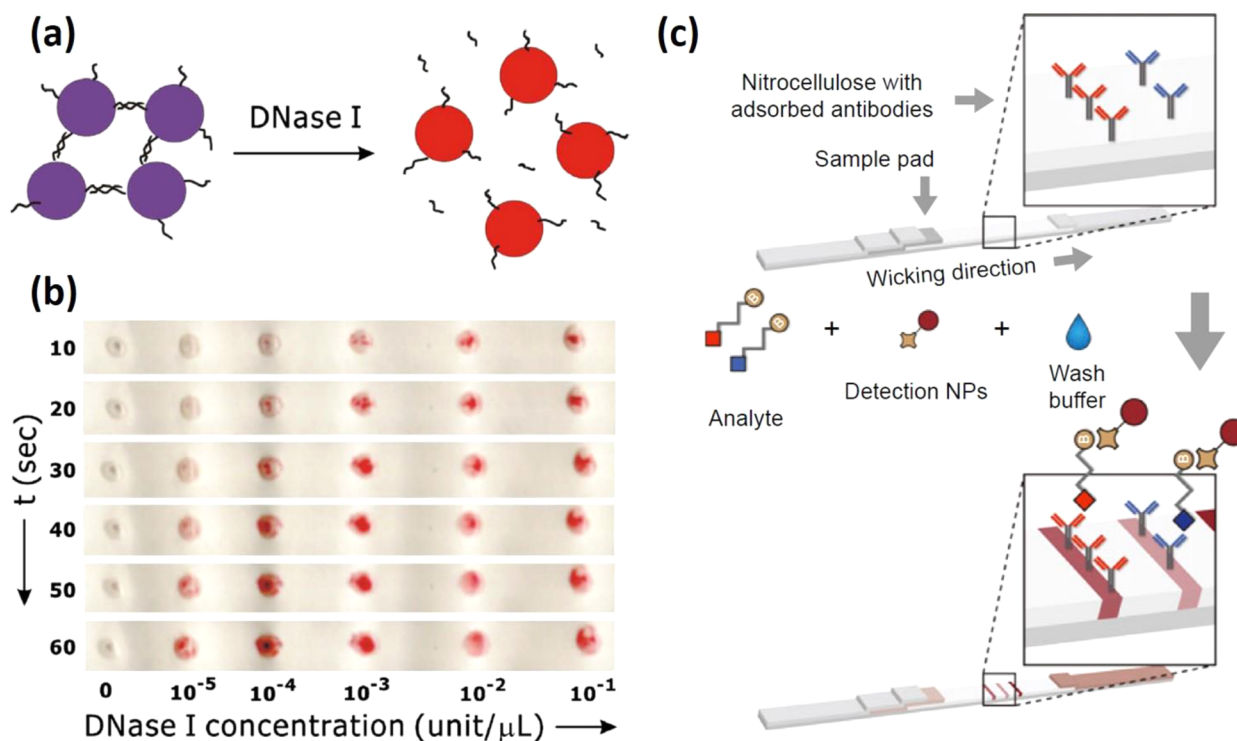 (a)
DNase I
(b)
10
20
30
40
50
60
t (sec)
0 10⁻⁵ 10⁻⁴ 10⁻³ 10⁻² 10⁻¹
DNase I concentration (unit/µL)
(c)
Nitrocellulose with
adsorbed antibodies
Sample pad
Wicking direction
B
B
+
+
Analyte
Detection NPs
Wash
buffer
B
B